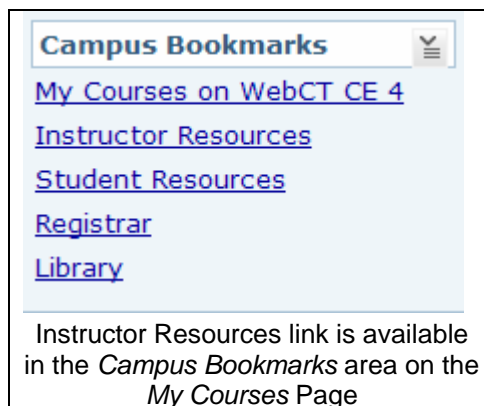 Campus Bookmarks
My Courses on WebCT CE 4
Instructor Resources
Student Resources
Registrar
Library
Instructor Resources link is available
in the Campus Bookmarks area on the
My Courses Page